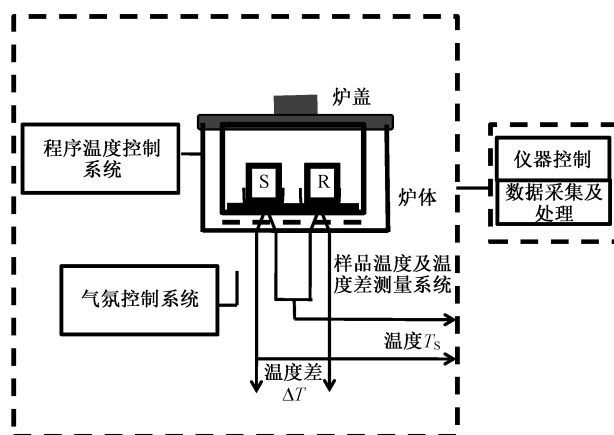 炉盖
程序温度控制
系统
S
R
仪器控制
数据采集及
处理
炉体
样品温度及温
度差测量系统
气氛控制系统
温度TS
温度差
ΔT